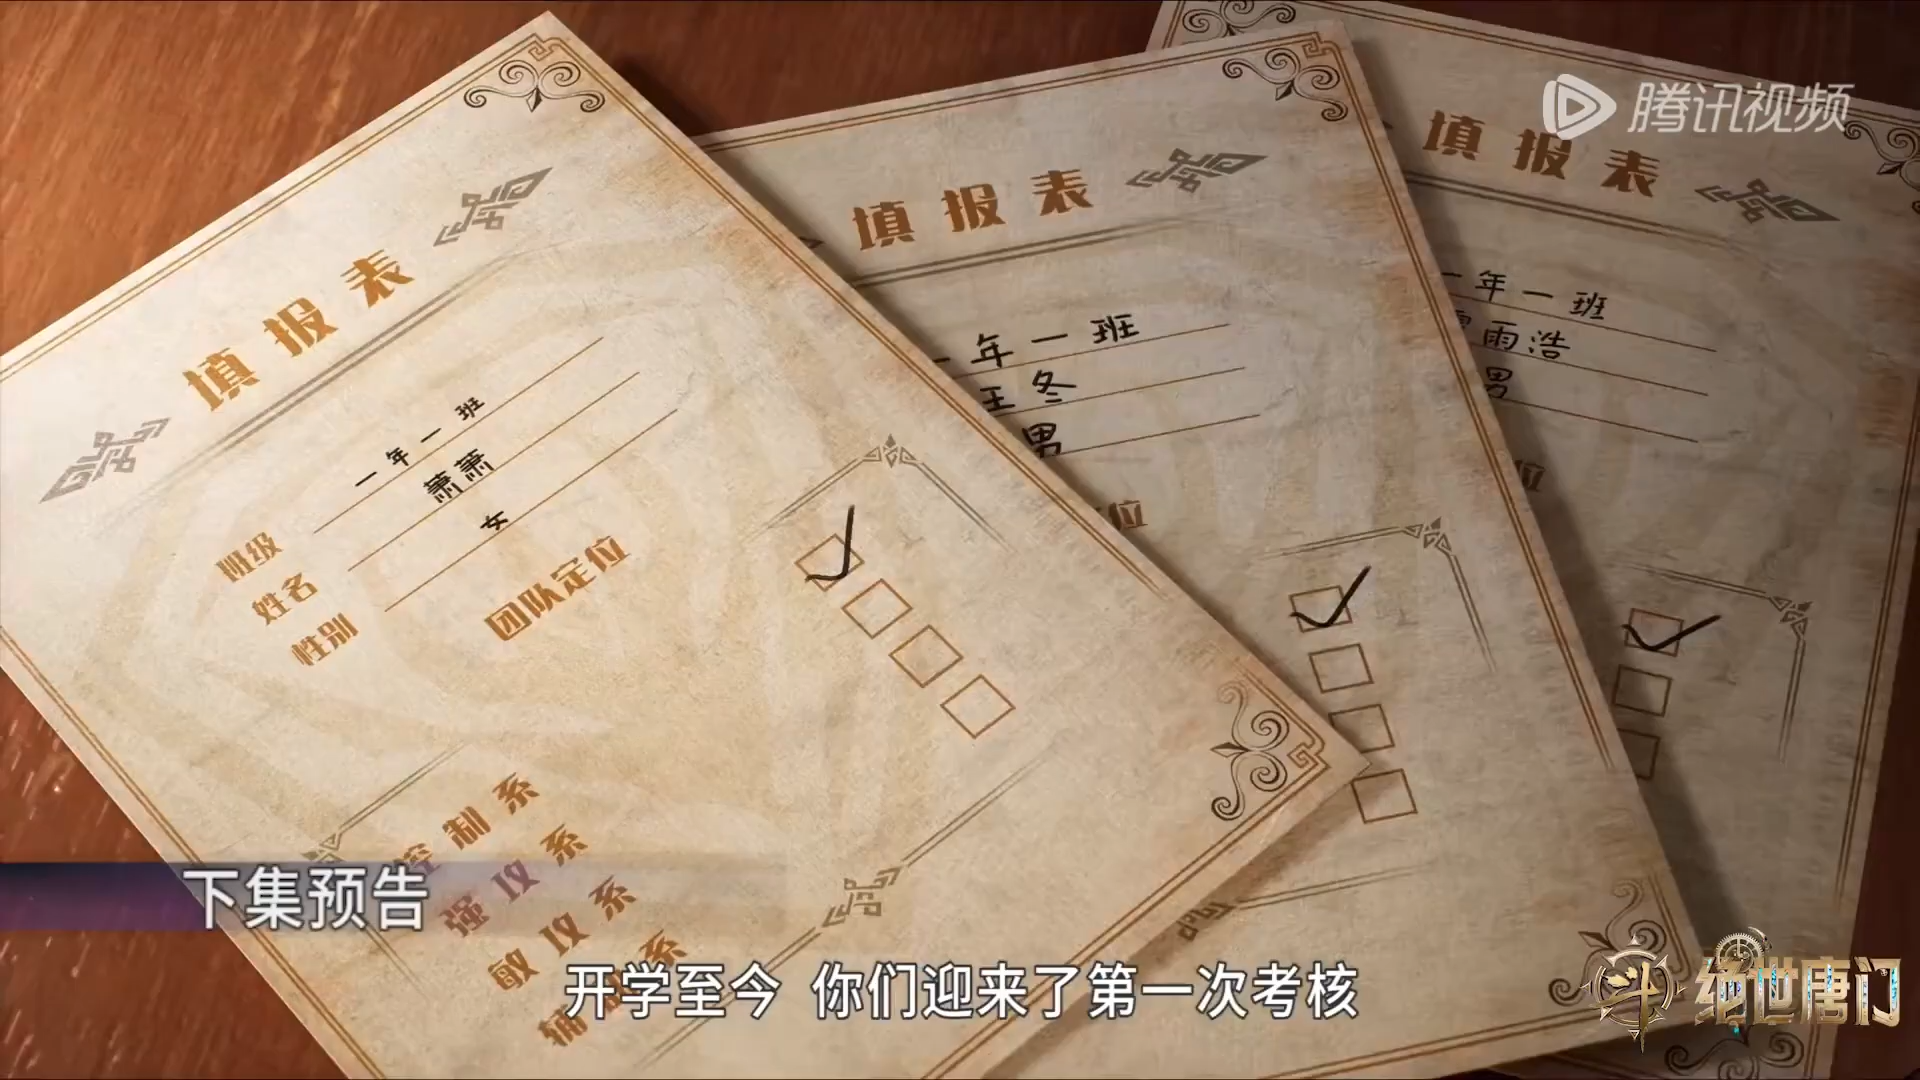 腾讯视频
填报表
一年一班
萧萧
女
班级
姓名
性别
团队定位
控制系
强攻系
敏攻系
辅系
填报表
一年一班
王冬
男
位
填报表
一年一班
雨浩
男
位
下集预告
开学至今 你们迎来了第一次考核
斗
绝世唐门